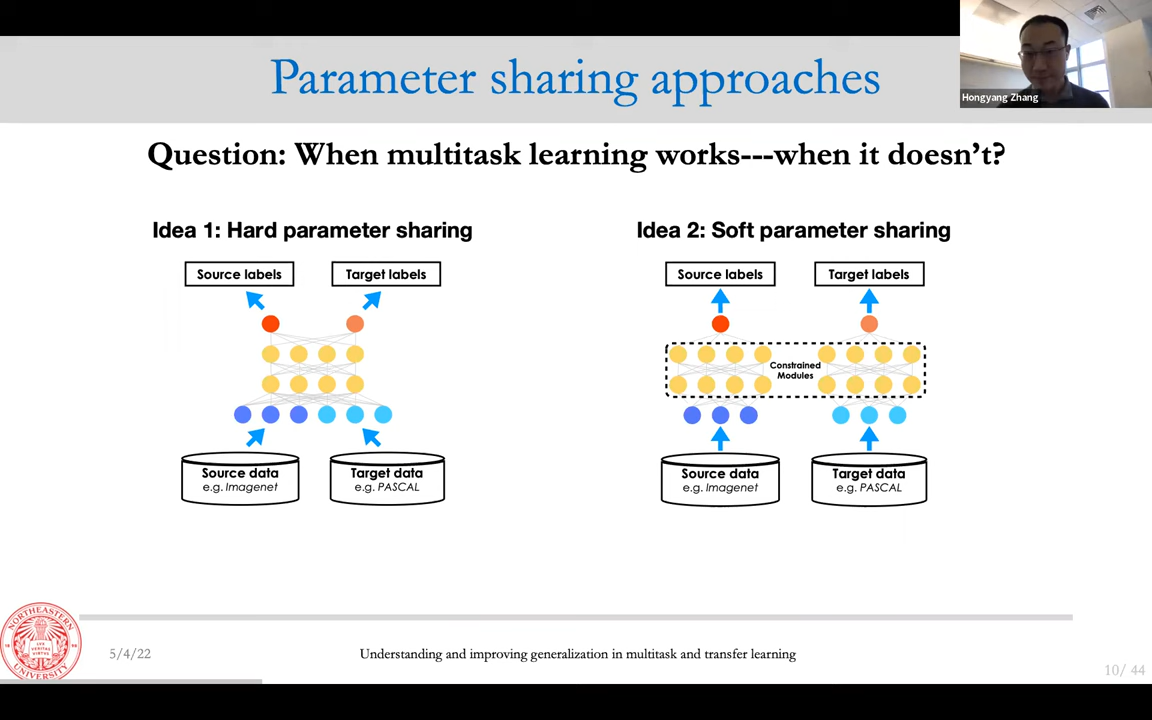 Parameter sharing approaches
Hongyang Zhang
Question: When multitask learning works---when it doesn't?
Idea 1: Hard parameter sharing
Source labels
Target labels
Source data
e.g. Imagenet
Target data
e.g. PASCAL
Idea 2: Soft parameter sharing
Source labels
Target labels
Constrained
Modules
Source data
e.g. Imagenet
Target data
e.g. PASCAL
NORTHEASTERN
UNIVERSITY
5/4/22
Understanding and improving generalization in multitask and transfer learning
10/ 44